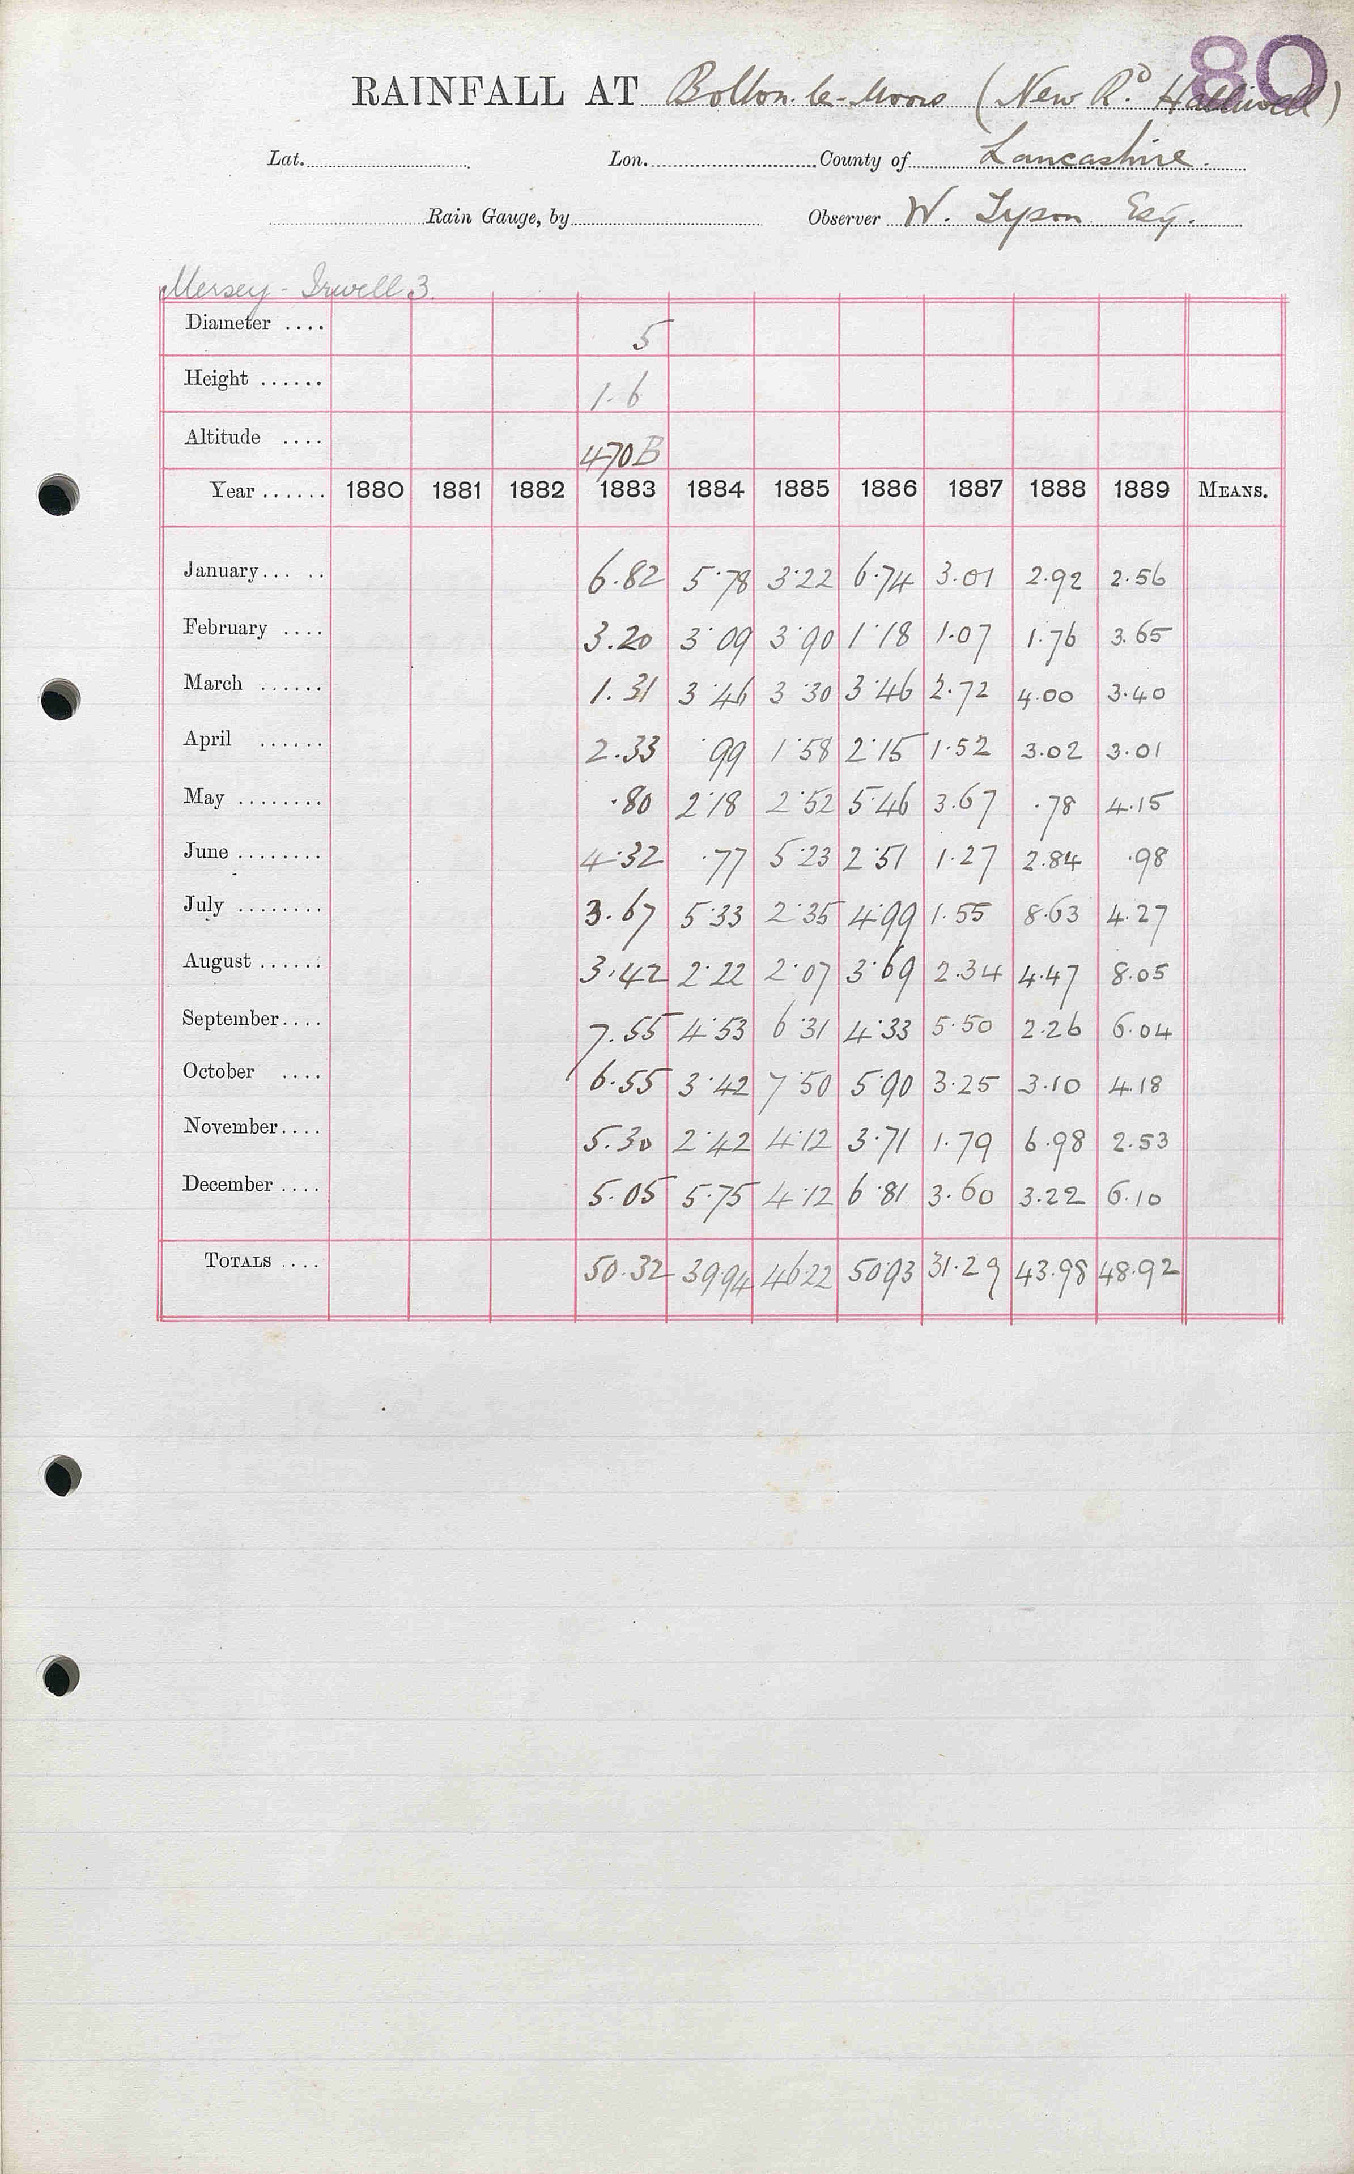 80
RAINFALL AT Bolton-le-Moors (New Rd. Halliwell)
Lat. Lon. County of Lancashire.
Rain Gauge, by Observer W. Tyson Esq.
Mersey - Irwell 3.
Diameter .... 5
Height ...... 1.6
Altitude .... 470B
Year ...... 1880 1881 1882 1883 1884 1885 1886 1887 1888 1889 MEANS.
January... .. 6.82 5.78 3.22 6.74 3.01 2.92 2.56
February .... 3.20 3.09 3.90 1.18 1.07 1.76 3.65
March ...... 1.31 3.46 3.30 3.46 2.72 4.00 3.40
April ...... 2.33 .99 1.58 2.15 1.52 3.02 3.01
May ........ .80 2.18 2.52 5.46 3.67 .78 4.15
June ........ 4.32 .77 5.23 2.51 1.27 2.84 .98
July ........ 3.67 5.33 2.35 4.99 1.55 8.63 4.27
August ...... 3.42 2.22 2.07 3.69 2.34 4.47 8.05
September.... 7.55 4.53 6.31 4.33 5.50 2.26 6.04
October .... 6.55 3.42 7.50 5.90 3.25 3.10 4.18
November.... 5.30 2.42 4.12 3.71 1.79 6.98 2.53
December .... 5.05 5.75 4.12 6.81 3.60 3.22 6.10
TOTALS .... 50.32 39.94 46.22 50.93 31.29 43.98 48.92